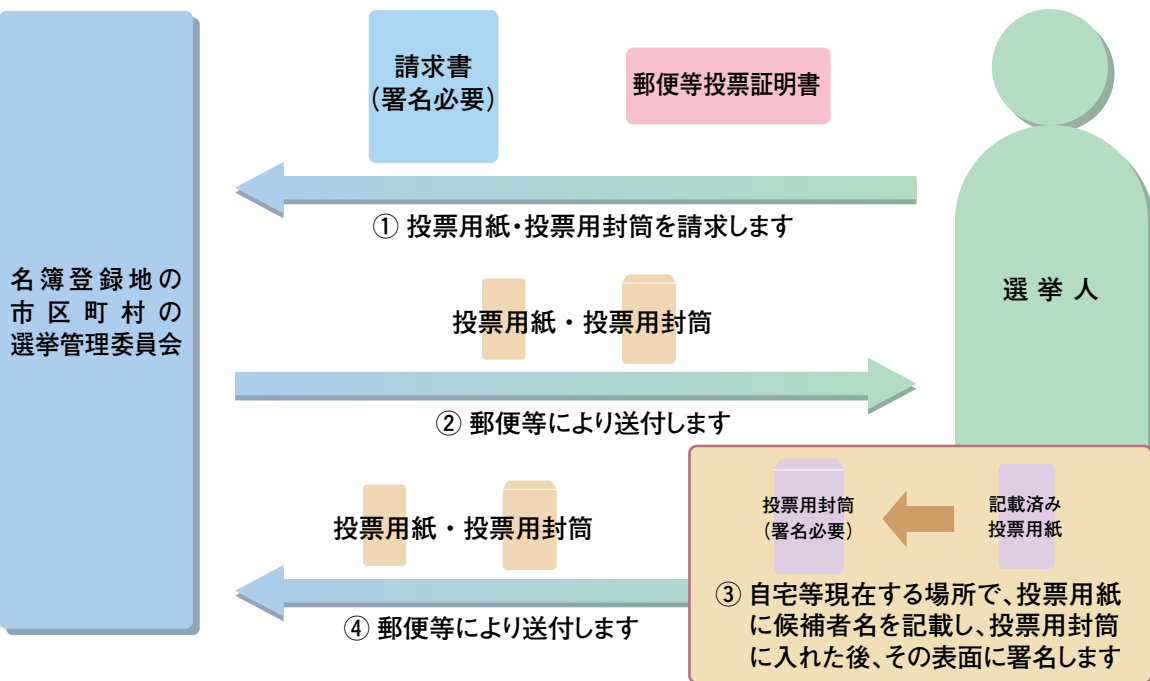 請求書
(署名必要)
郵便等投票証明書
① 投票用紙・投票用封筒を請求します
名簿登録地の
市区町村の
選挙管理委員会
選挙人
投票用紙・投票用封筒
② 郵便等により送付します
投票用紙・投票用封筒
④ 郵便等により送付します
投票用封筒
(署名必要)
記載済み
投票用紙
③ 自宅等現在する場所で、投票用紙
に候補者名を記載し、投票用封筒
に入れた後、その表面に署名します